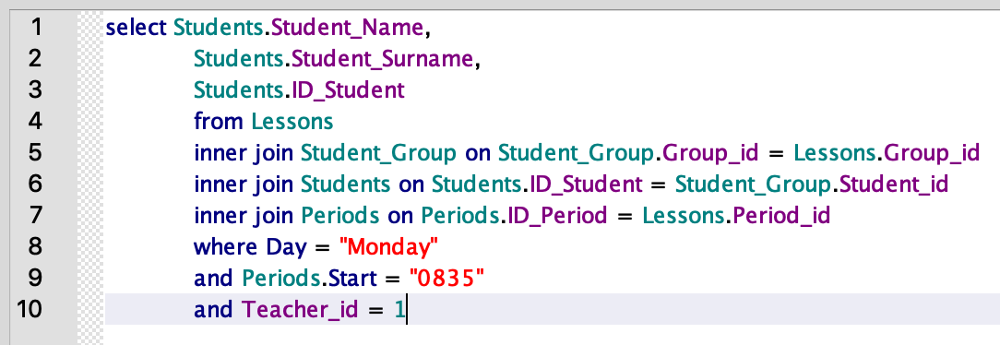 1 select Students.Student_Name,
2 Students.Student_Surname,
3 Students.ID_Student
4 from Lessons
5 inner join Student_Group on Student_Group.Group_id = Lessons.Group_id
6 inner join Students on Students.ID_Student = Student_Group.Student_id
7 inner join Periods on Periods.ID_Period = Lessons.Period_id
8 where Day = "Monday"
9 and Periods.Start = "0835"
10 and Teacher_id = 1